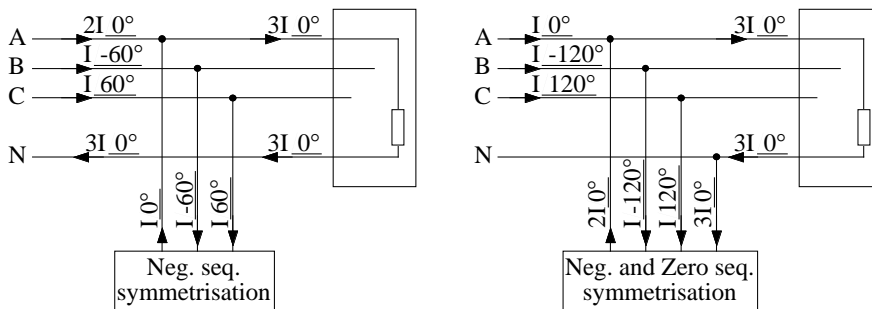 A 2I 0° 3I 0°
B I -60°
C I 60°
N 3I 0° 3I 0°
I 0° I -60° I 60°
Neg. seq.
symmetrisation
A I 0° 3I 0°
B I -120°
C I 120°
N 3I 0°
2I 0° I -120° I 120° 3I 0°
Neg. and Zero seq.
symmetrisation